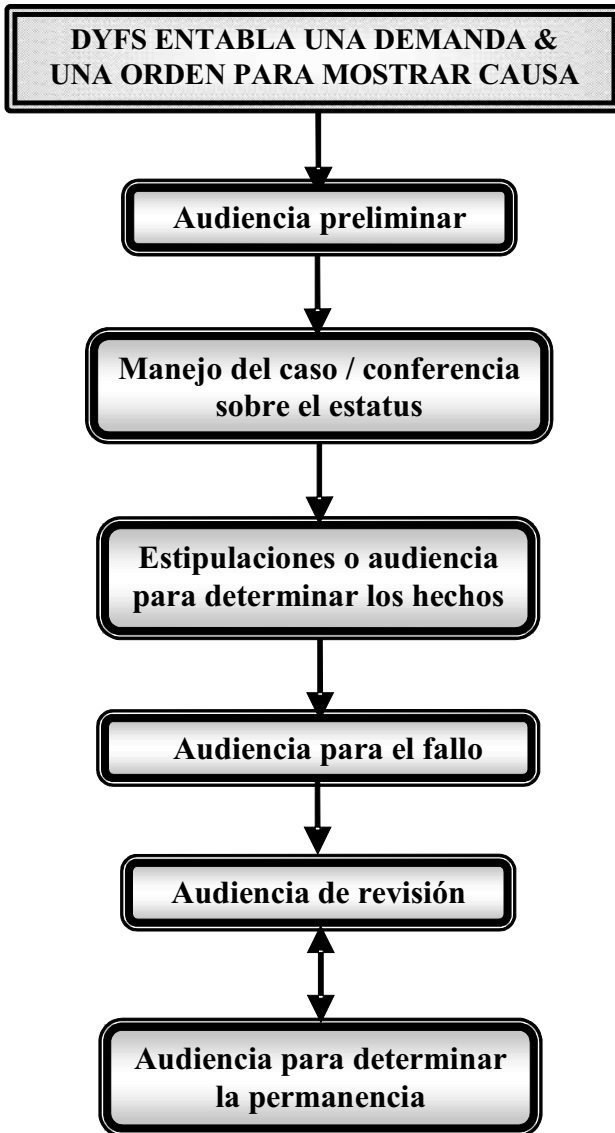 DYFS ENTABLA UNA DEMANDA &
UNA ORDEN PARA MOSTRAR CAUSA
Audiencia preliminar
Manejo del caso / conferencia
sobre el estatus
Estipulaciones o audiencia
para determinar los hechos
Audiencia para el fallo
Audiencia de revisión
Audiencia para determinar
la permanencia